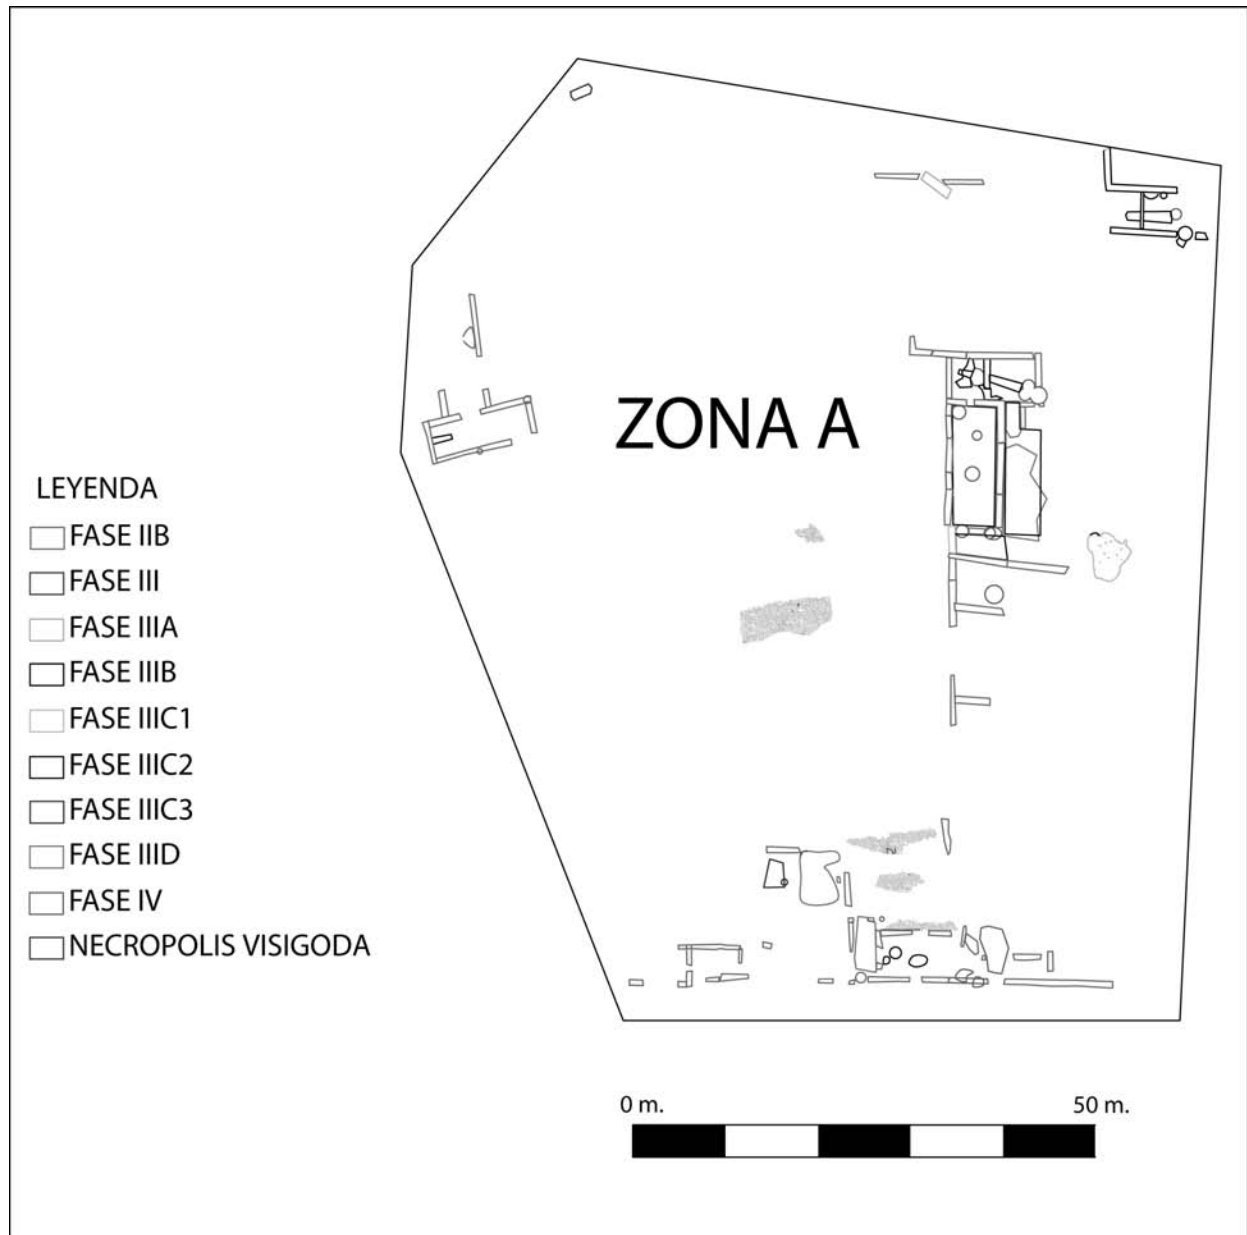 ZONA A
LEYENDA
FASE IIB
FASE III
FASE IIIA
FASE IIIB
FASE IIIC1
FASE IIIC2
FASE IIIC3
FASE IIID
FASE IV
NECROPOLIS VISIGODA
0 m. 50 m.